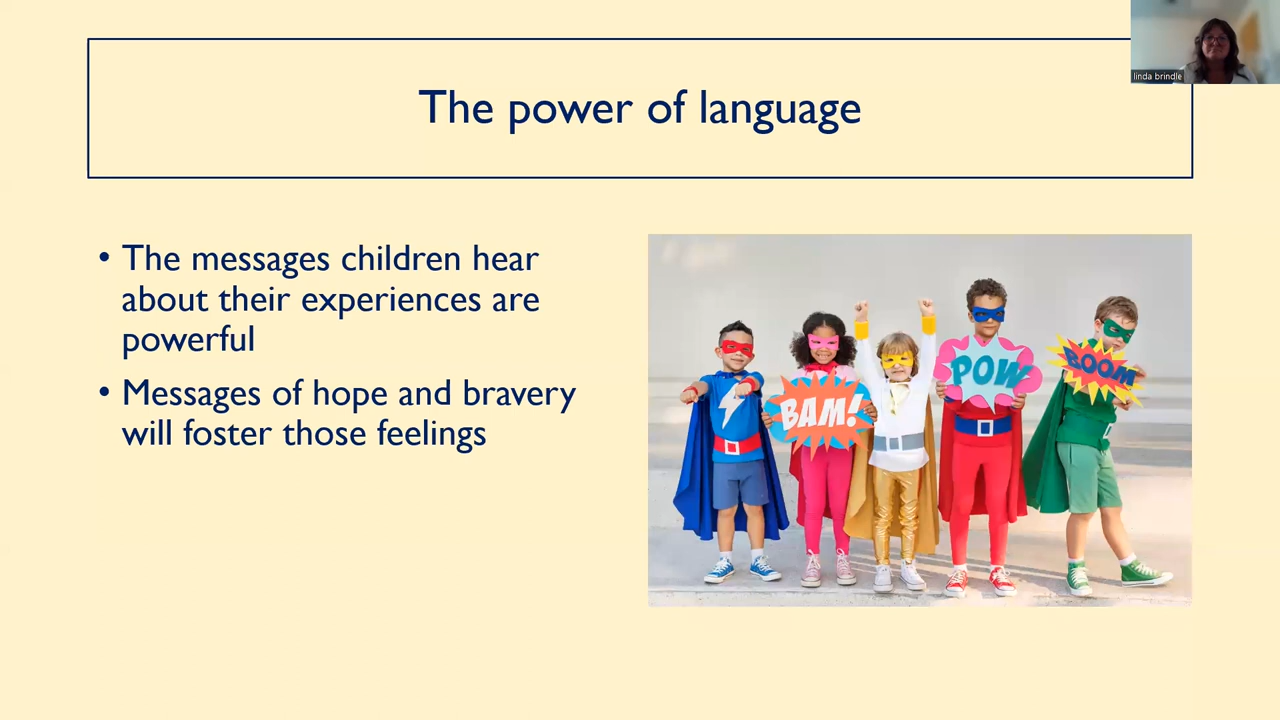 linda brindle
The power of language
• The messages children hear
about their experiences are
powerful
• Messages of hope and bravery
will foster those feelings
BAM!
POW
BOOM